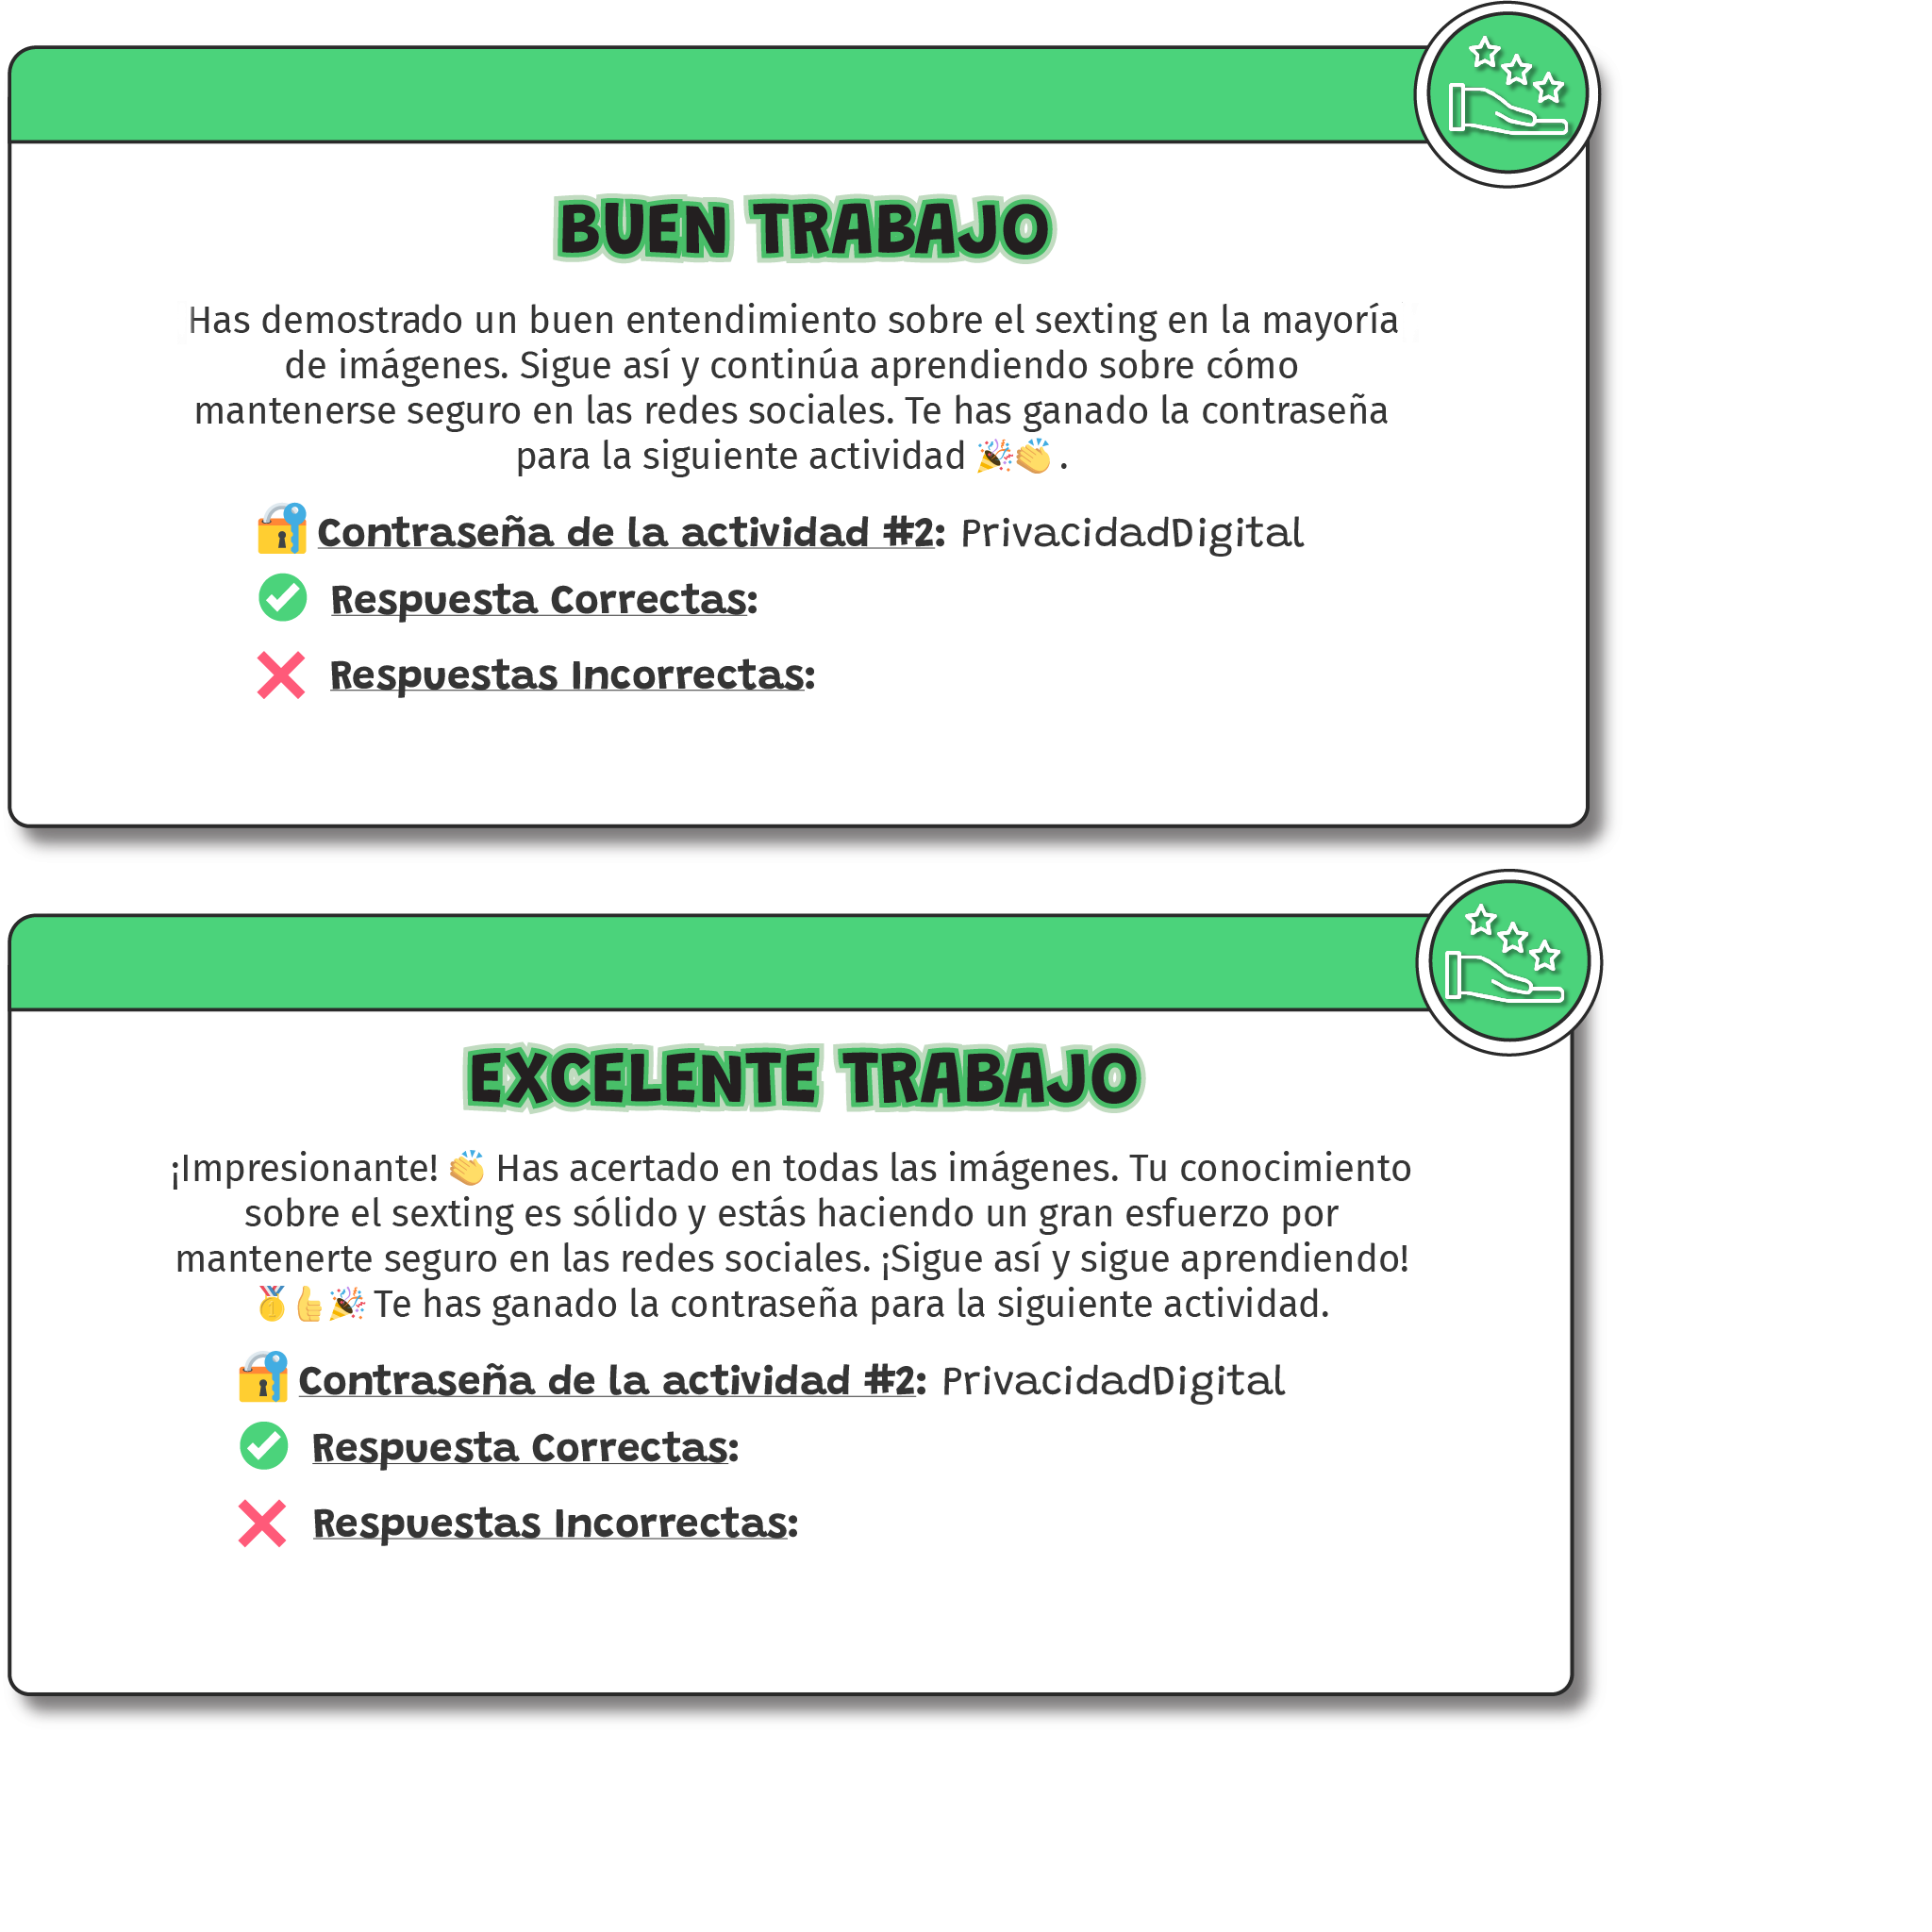 BUEN TRABAJO
Has demostrado un buen entendimiento sobre el sexting en la mayoría
de imágenes. Sigue así y continúa aprendiendo sobre cómo
mantenerse seguro en las redes sociales. Te has ganado la contraseña
para la siguiente actividad 🎉👏 .
🔐 Contraseña de la actividad #2: PrivacidadDigital
Respuesta Correctas:
Respuestas Incorrectas:
EXCELENTE TRABAJO
¡Impresionante! 👏 Has acertado en todas las imágenes. Tu conocimiento
sobre el sexting es sólido y estás haciendo un gran esfuerzo por
mantenerte seguro en las redes sociales. ¡Sigue así y sigue aprendiendo!
🥇👍🎉 Te has ganado la contraseña para la siguiente actividad.
🔐 Contraseña de la actividad #2: PrivacidadDigital
Respuesta Correctas:
Respuestas Incorrectas: